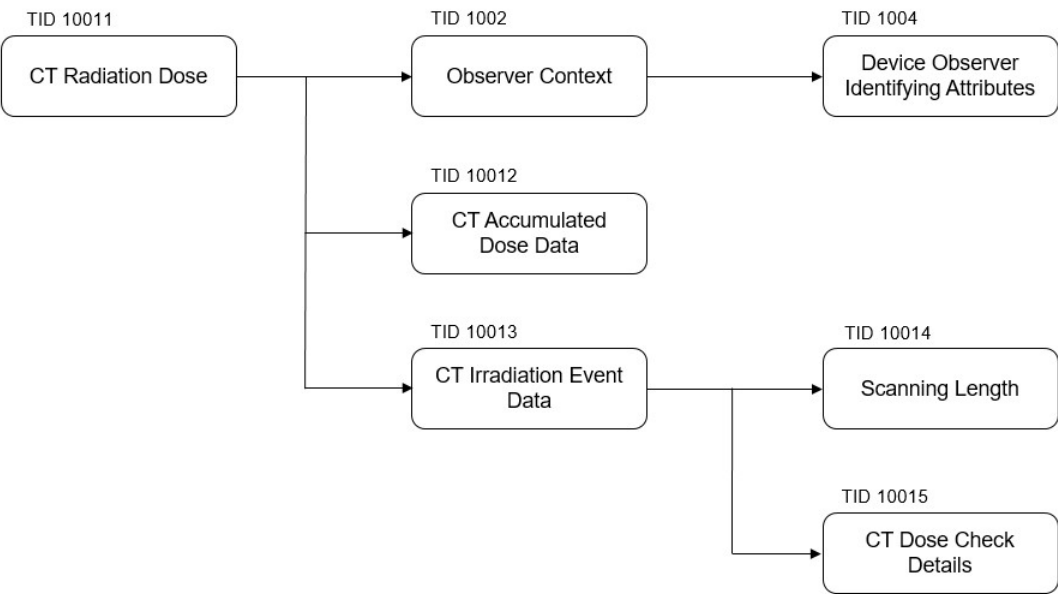 TID 10011
CT Radiation Dose
TID 1002
Observer Context
TID 1004
Device Observer
Identifying Attributes
TID 10012
CT Accumulated
Dose Data
TID 10013
CT Irradiation Event
Data
TID 10014
Scanning Length
TID 10015
CT Dose Check
Details